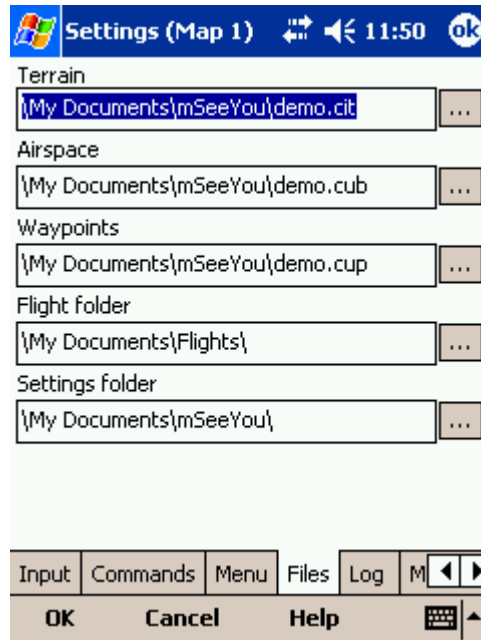 Settings (Map 1) 11:50 ok
Terrain
\My Documents\mSeeYou\demo.cit ...
Airspace
\My Documents\mSeeYou\demo.cub ...
Waypoints
\My Documents\mSeeYou\demo.cup ...
Flight folder
\My Documents\Flights\ ...
Settings folder
\My Documents\mSeeYou\ ...
Input Commands Menu Files Log M
OK Cancel Help